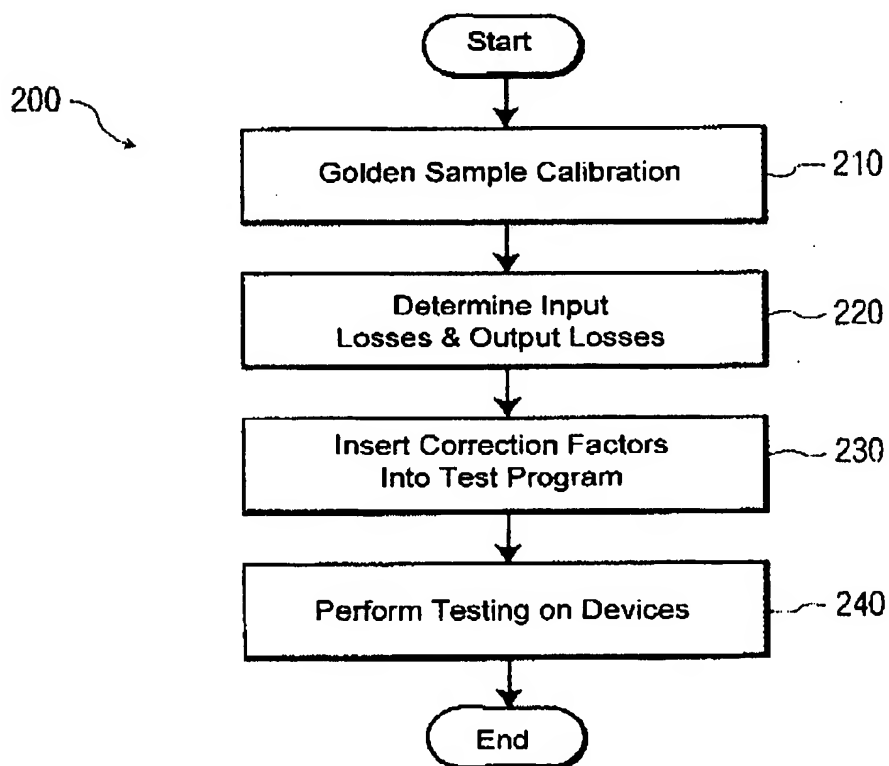 Start
200
Golden Sample Calibration
210
Determine Input
Losses & Output Losses
220
Insert Correction Factors
Into Test Program
230
Perform Testing on Devices
240
End